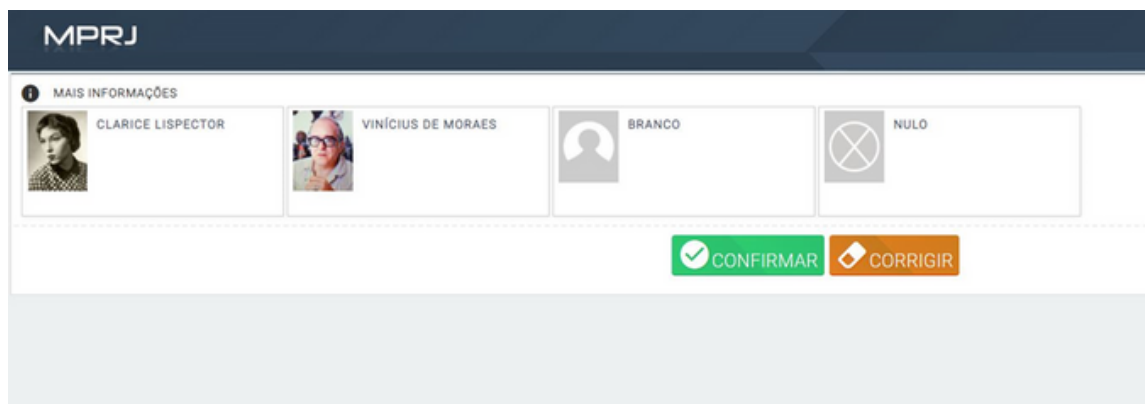 MPRJ
MAIS INFORMAÇÕES
CLARICE LISPECTOR
VINÍCIUS DE MORAES
BRANCO
NULO
CONFIRMAR
CORRIGIR